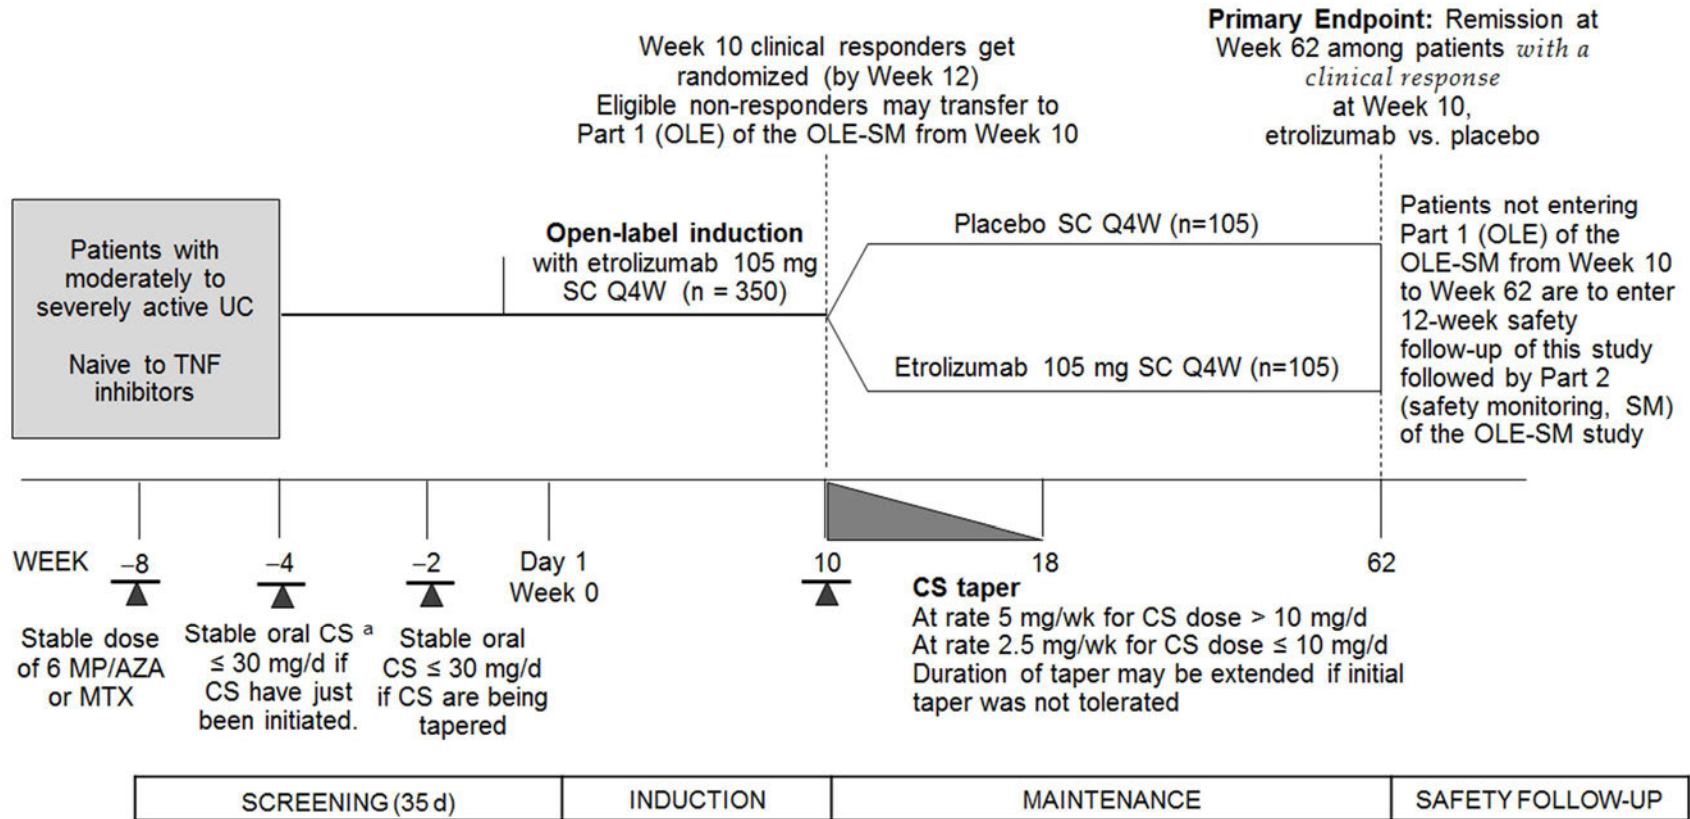 Week 10 clinical responders get
randomized (by Week 12)
Eligible non-responders may transfer to
Part 1 (OLE) of the OLE-SM from Week 10
Primary Endpoint: Remission at
Week 62 among patients with a
clinical response
at Week 10,
etrolizumab vs. placebo
Patients with
moderately to
severely active UC
Naive to TNF
inhibitors
Open-label induction
with etrolizumab 105 mg
SC Q4W (n = 350)
Placebo SC Q4W (n=105)
Etrolizumab 105 mg SC Q4W (n=105)
Patients not entering
Part 1 (OLE) of the
OLE-SM from Week 10
to Week 62 are to enter
12-week safety
follow-up of this study
followed by Part 2
(safety monitoring, SM)
of the OLE-SM study
WEEK –8 –4 –2 Day 1 10 18 62
Week 0
Stable dose
of 6 MP/AZA
or MTX
Stable oral CS a
≤ 30 mg/d if
CS have just
been initiated.
Stable oral
CS ≤ 30 mg/d
if CS are being
tapered
CS taper
At rate 5 mg/wk for CS dose > 10 mg/d
At rate 2.5 mg/wk for CS dose ≤ 10 mg/d
Duration of taper may be extended if initial
taper was not tolerated
SCREENING (35 d) INDUCTION MAINTENANCE SAFETY FOLLOW-UP